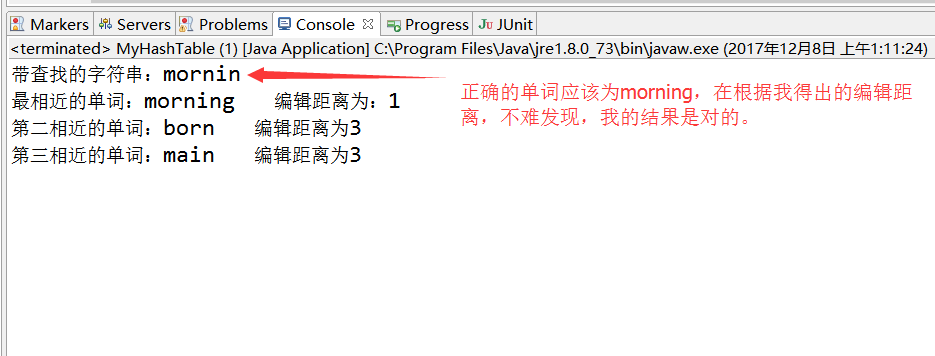 Markers Servers Problems Console Progress JUnit
<terminated> MyHashTable (1) [Java Application] C:\Program Files\Java\jre1.8.0_73\bin\javaw.exe (2017年12月8日 上午1:11:24)
带查找的字符串：mornin
最相近的单词：morning 编辑距离为：1
第二相近的单词：born 编辑距离为3
第三相近的单词：main 编辑距离为3
正确的单词应该为morning，在根据我得出的编辑距
离，不难发现，我的结果是对的。